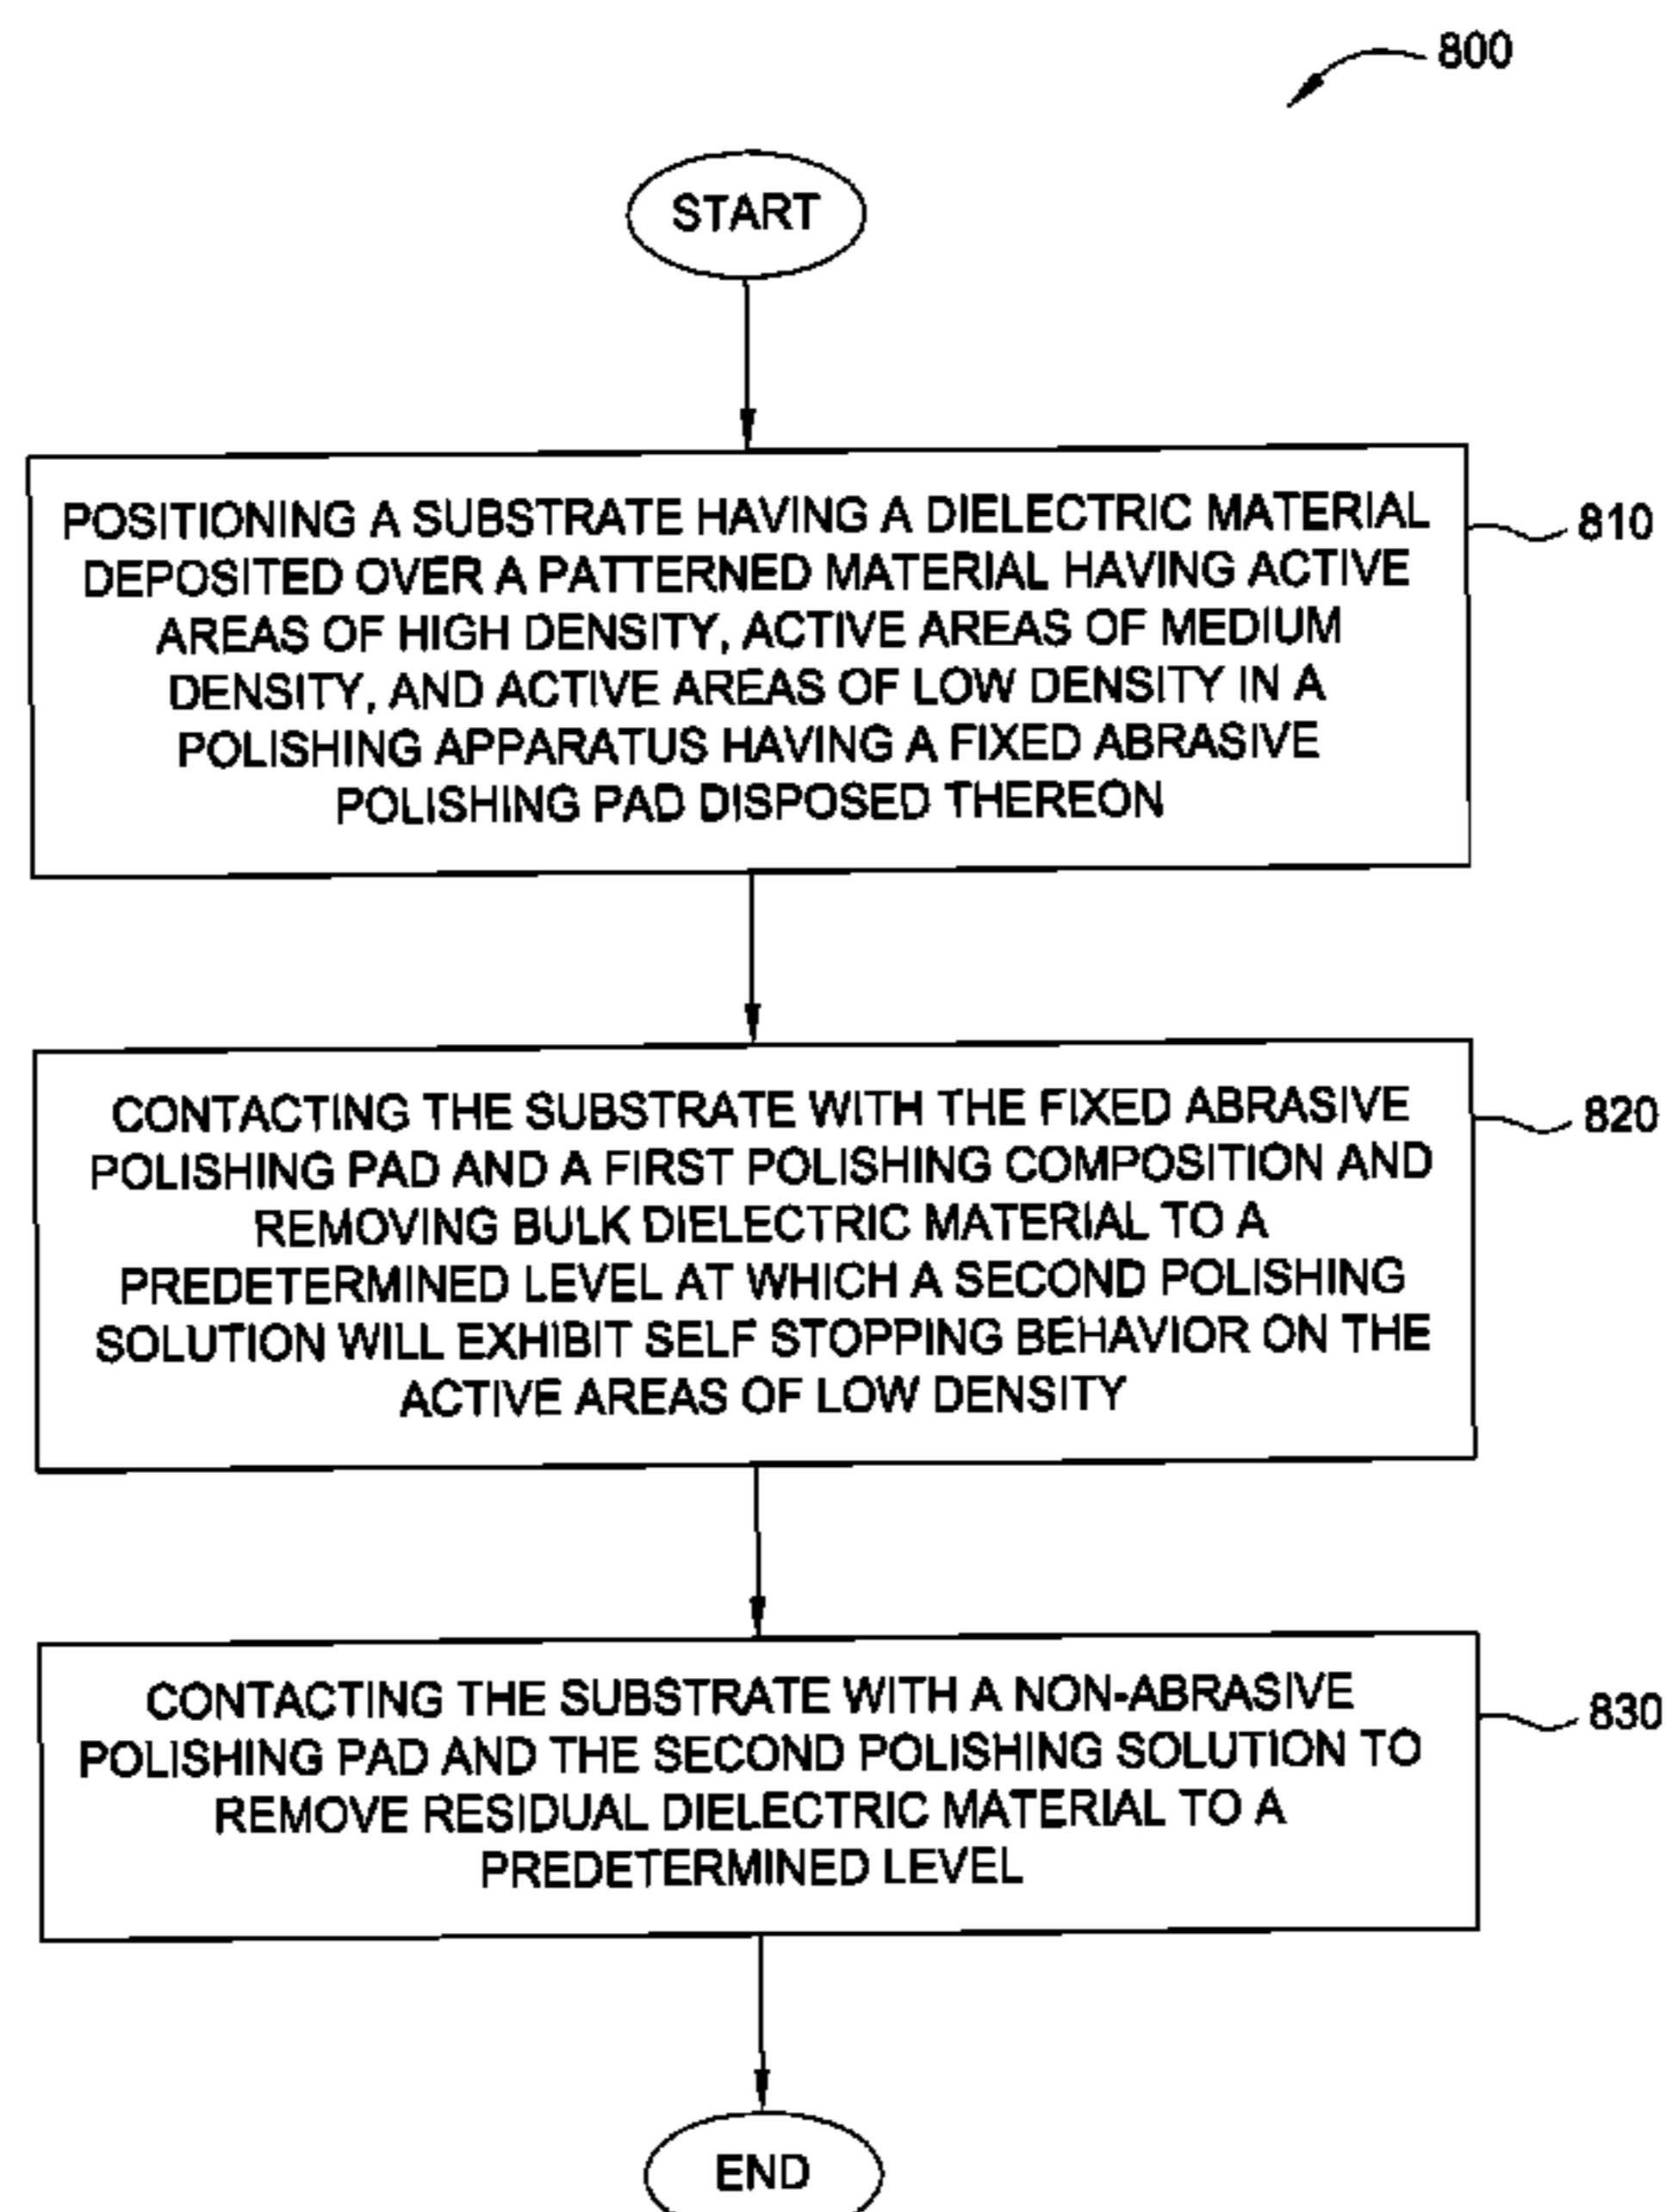 800
START
POSITIONING A SUBSTRATE HAVING A DIELECTRIC MATERIAL
DEPOSITED OVER A PATTERNED MATERIAL HAVING ACTIVE
AREAS OF HIGH DENSITY, ACTIVE AREAS OF MEDIUM
DENSITY, AND ACTIVE AREAS OF LOW DENSITY IN A
POLISHING APPARATUS HAVING A FIXED ABRASIVE
POLISHING PAD DISPOSED THEREON
810
CONTACTING THE SUBSTRATE WITH THE FIXED ABRASIVE
POLISHING PAD AND A FIRST POLISHING COMPOSITION AND
REMOVING BULK DIELECTRIC MATERIAL TO A
PREDETERMINED LEVEL AT WHICH A SECOND POLISHING
SOLUTION WILL EXHIBIT SELF STOPPING BEHAVIOR ON THE
ACTIVE AREAS OF LOW DENSITY
820
CONTACTING THE SUBSTRATE WITH A NON-ABRASIVE
POLISHING PAD AND THE SECOND POLISHING SOLUTION TO
REMOVE RESIDUAL DIELECTRIC MATERIAL TO A
PREDETERMINED LEVEL
830
END